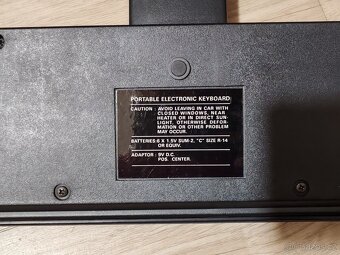 PORTABLE ELECTRONIC KEYBOARD
CAUTION : AVOID LEAVING IN CAR WITH
CLOSED WINDOWS, NEAR
HEATER OR IN DIRECT SUN-
LIGHT, OTHERWISE DEFOR-
MATION OR OTHER PROBLEM
MAY OCCUR.
BATTERIES:6 X 1.5V SUM-2, "C" SIZE R-14
OR EQUIV.
ADAPTOR : 9V D.C.
POS. CENTER.